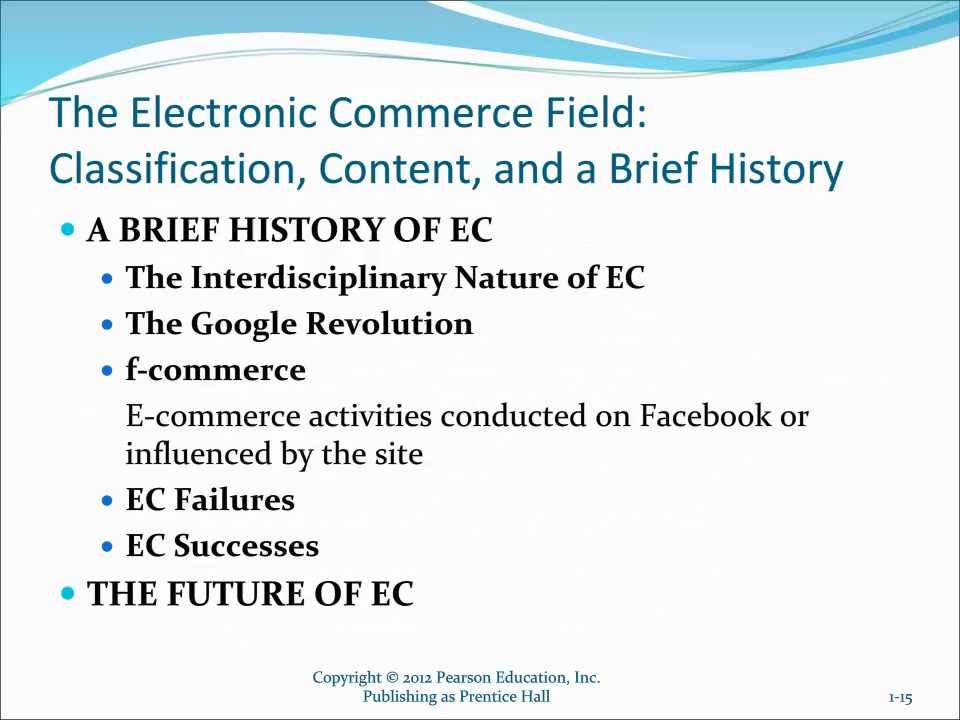 The Electronic Commerce Field:
Classification, Content, and a Brief History
• A BRIEF HISTORY OF EC
• The Interdisciplinary Nature of EC
• The Google Revolution
• f-commerce
E-commerce activities conducted on Facebook or
influenced by the site
• EC Failures
• EC Successes
• THE FUTURE OF EC
Copyright © 2012 Pearson Education, Inc.
Publishing as Prentice Hall
1-15